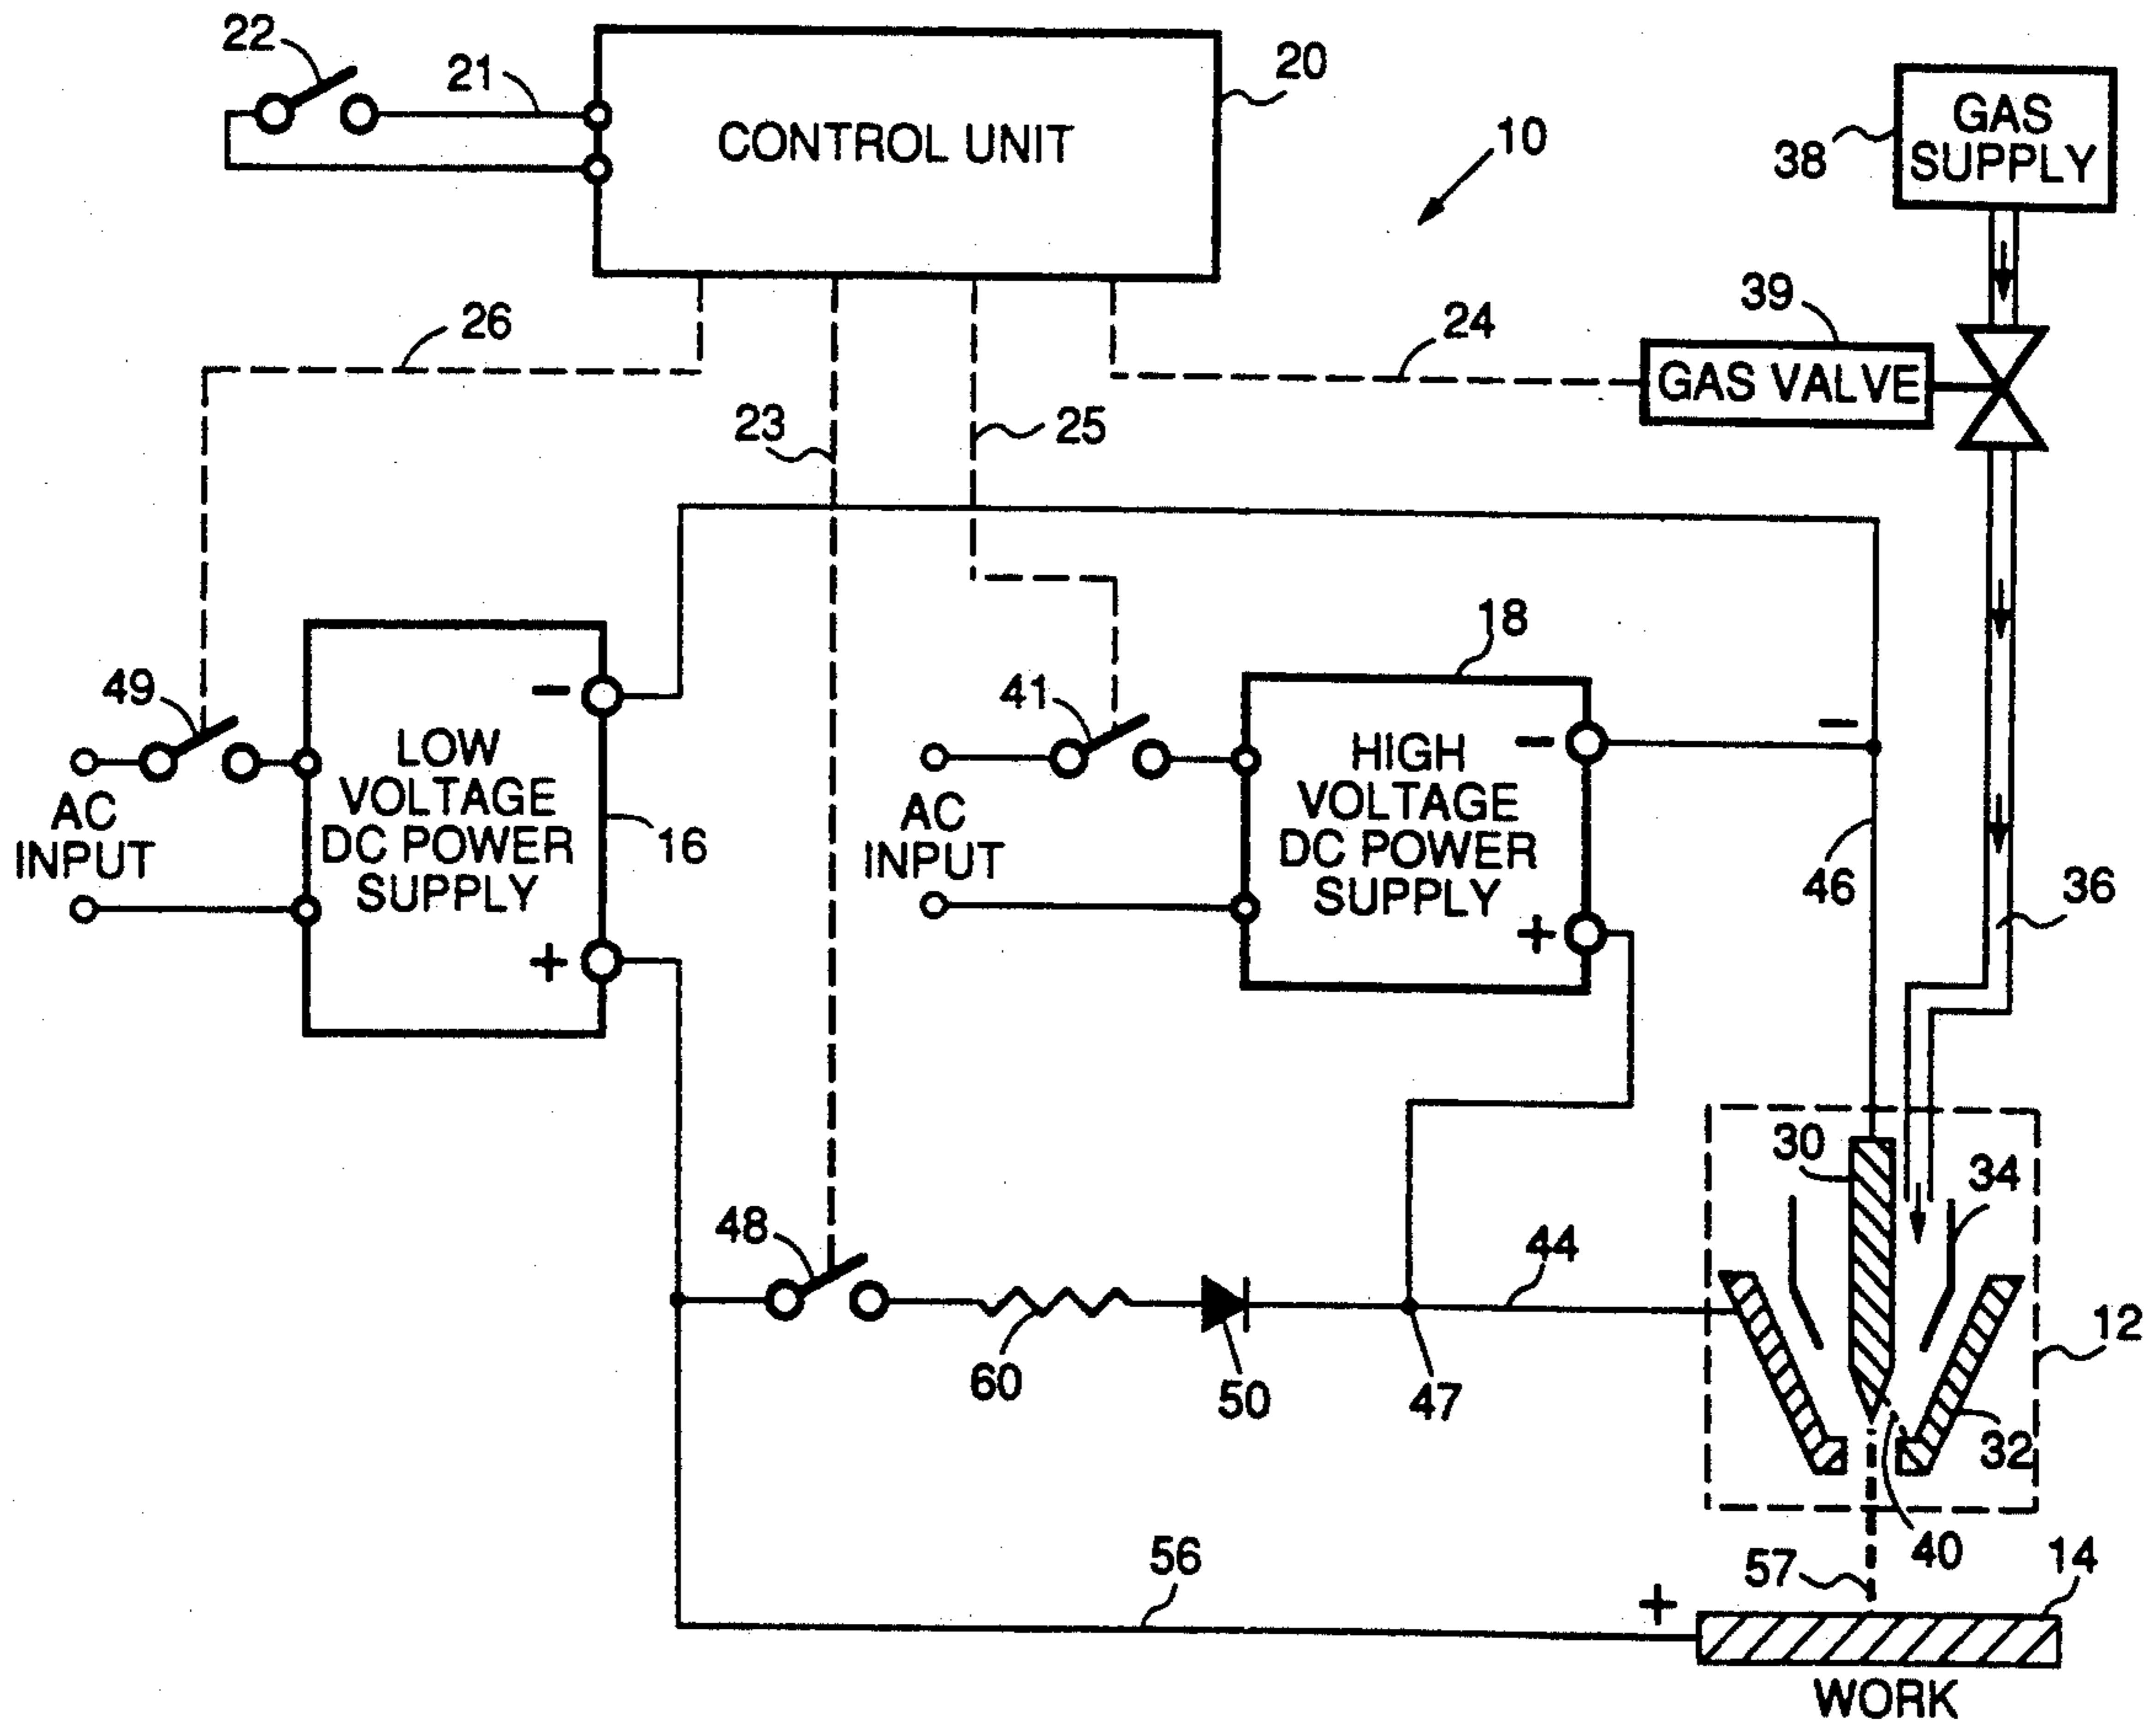 22
21
20
CONTROL UNIT
10
38
GAS
SUPPLY
39
26
24
GAS VALVE
23
25
18
49
41
−
−
−
LOW
VOLTAGE
DC POWER
SUPPLY
HIGH
VOLTAGE
DC POWER
SUPPLY
AC
INPUT
16
AC
INPUT
46
36
+
+
30
34
48
44
12
60
50
47
32
40
56
57
14
+
WORK